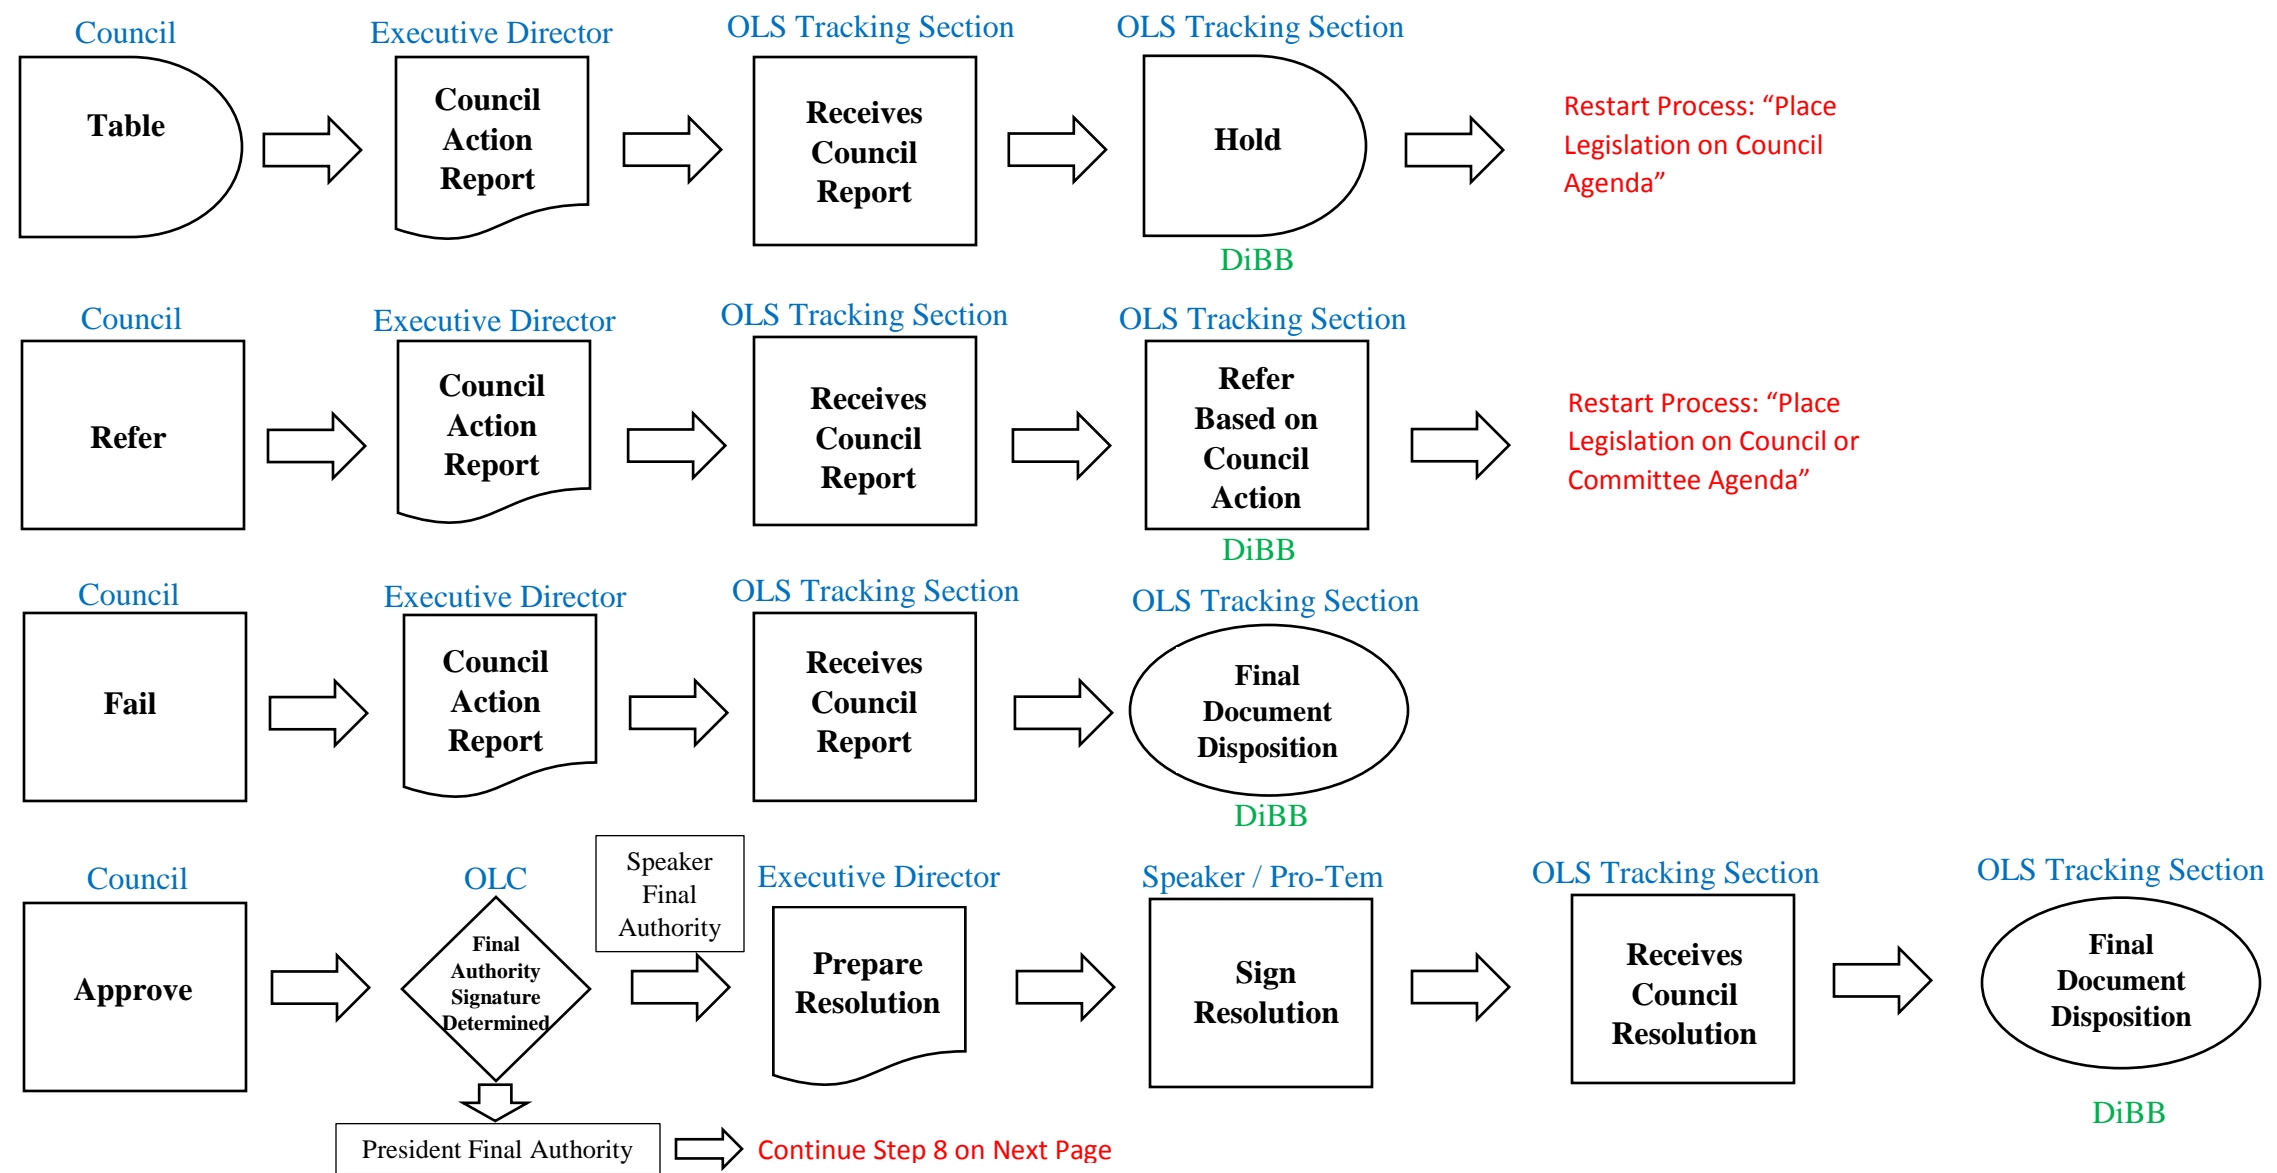 Council
Executive Director
OLS Tracking Section
OLS Tracking Section
Table
Council
Action
Report
Receives
Council
Report
Hold
Restart Process: “Place
Legislation on Council
Agenda”
DiBB
Council
Executive Director
OLS Tracking Section
OLS Tracking Section
Refer
Council
Action
Report
Receives
Council
Report
Refer
Based on
Council
Action
Restart Process: “Place
Legislation on Council or
Committee Agenda”
DiBB
Council
Executive Director
OLS Tracking Section
OLS Tracking Section
Fail
Council
Action
Report
Receives
Council
Report
Final
Document
Disposition
DiBB
Council
OLC
Speaker
Final
Authority
Executive Director
Speaker / Pro-Tem
OLS Tracking Section
OLS Tracking Section
Approve
Final
Authority
Signature
Determined
Prepare
Resolution
Sign
Resolution
Receives
Council
Resolution
Final
Document
Disposition
DiBB
President Final Authority
Continue Step 8 on Next Page